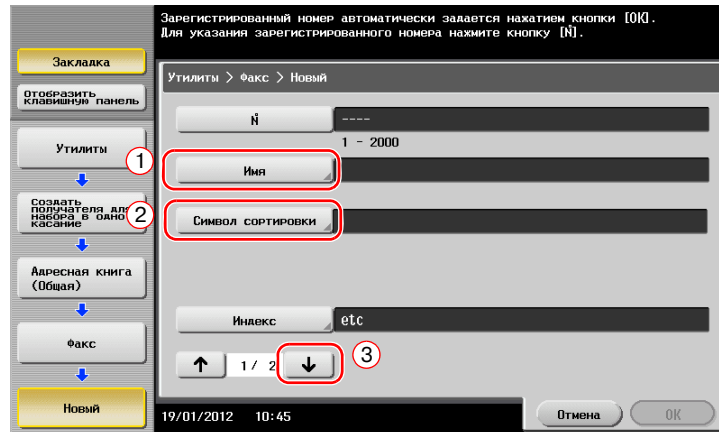 Зарегистрированный номер автоматически задается нажатием кнопки [OK].
Для указания зарегистрированного номера нажмите кнопку [№].
Закладка
Отобразить
клавишную панель
Утилиты > Факс > Новый
№
----
1 - 2000
Утилиты
1
Имя
Создать
получателя для
набора в одно
касание
2
Символ сортировки
Адресная книга
(Общая)
Индекс
etc
Факс
↑
1/ 2
↓
3
Новый
19/01/2012 10:45
Отмена
OK